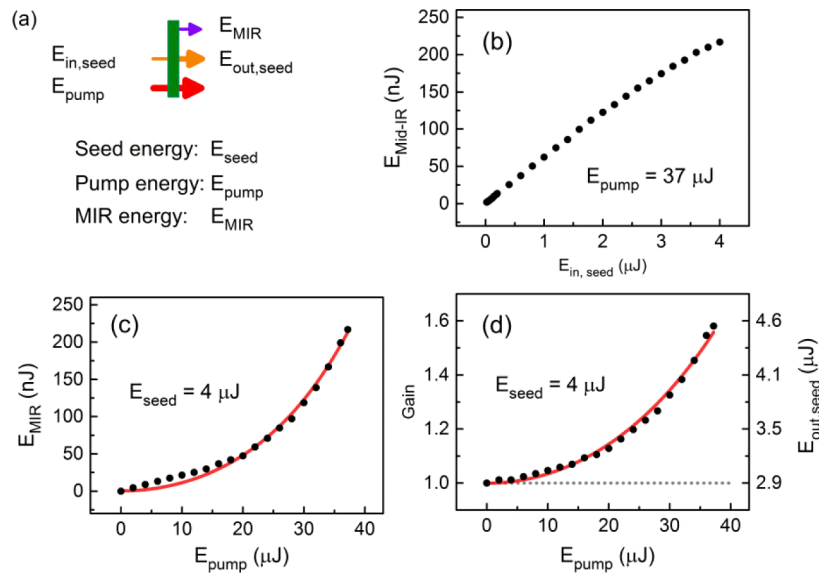 (a)
E_MIR
E_in,seed
E_out,seed
E_pump
Seed energy: E_seed
Pump energy: E_pump
MIR energy: E_MIR
(b)
250
200
150
100
50
0
E_Mid-IR (nJ)
E_pump = 37 μJ
0 1 2 3 4
E_in, seed (μJ)
(c)
250
200
150
100
50
0
E_MIR (nJ)
E_seed = 4 μJ
0 10 20 30 40
E_pump (μJ)
(d)
1.6
1.4
1.2
1.0
Gain
E_seed = 4 μJ
4.6
4.1
3.5
2.9
E_out,seed (μJ)
0 10 20 30 40
E_pump (μJ)